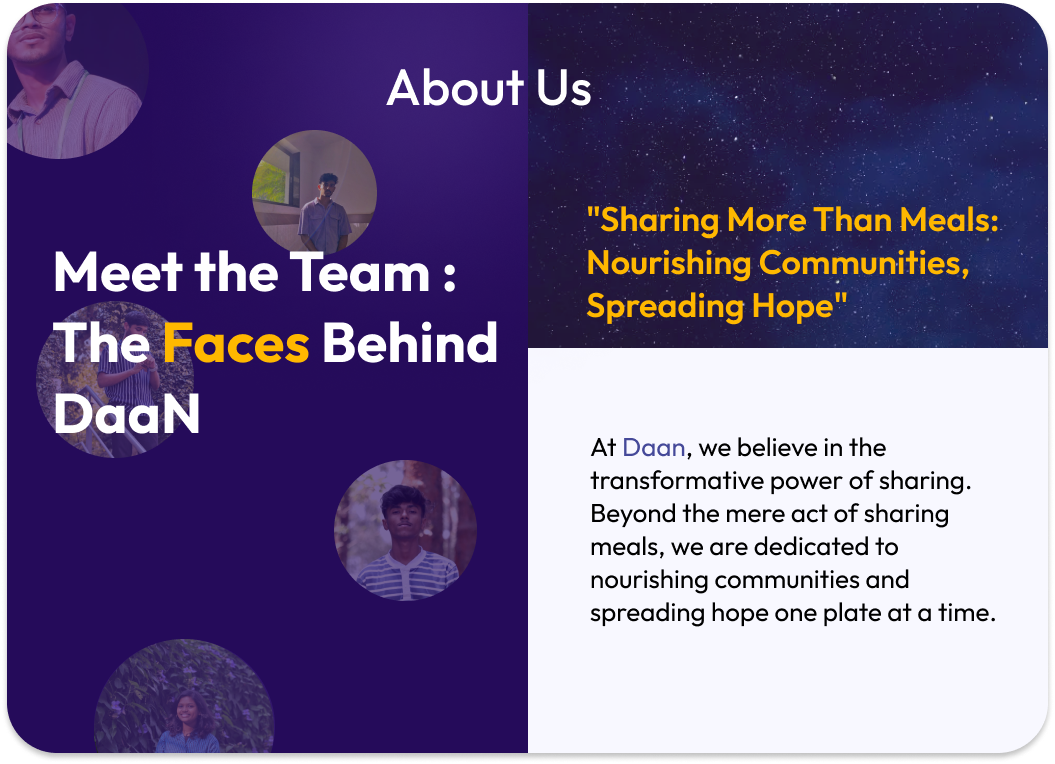 About Us
Meet the Team :
The Faces Behind
DaaN
"Sharing More Than Meals:
Nourishing Communities,
Spreading Hope"
At Daan, we believe in the
transformative power of sharing.
Beyond the mere act of sharing
meals, we are dedicated to
nourishing communities and
spreading hope one plate at a time.